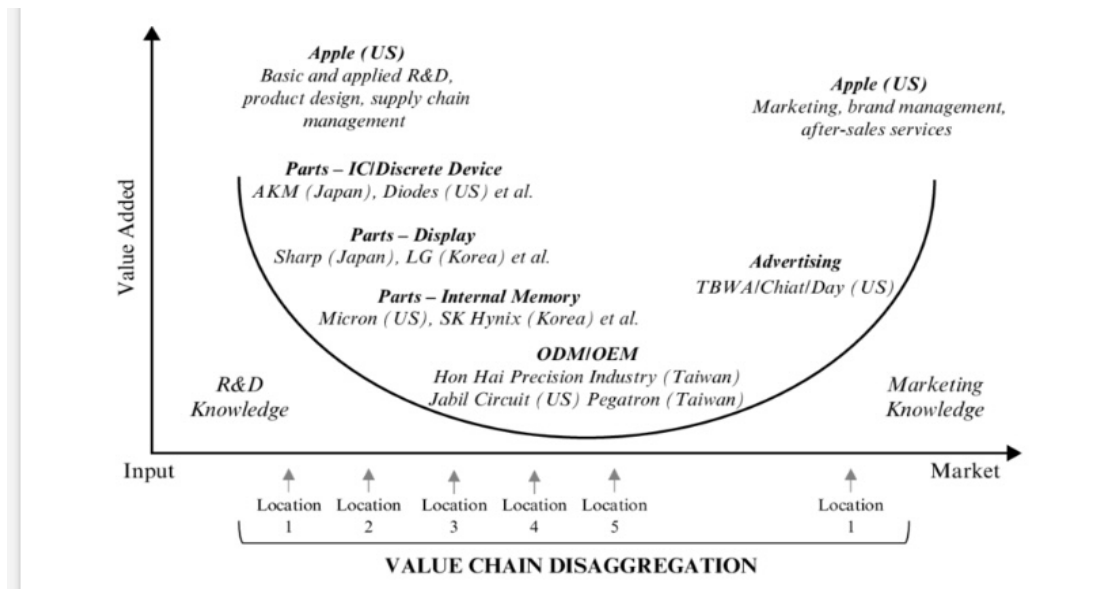 Apple (US)
Basic and applied R&D,
product design, supply chain
management
Apple (US)
Marketing, brand management,
after-sales services
Parts – IC/Discrete Device
AKM (Japan), Diodes (US) et al.
Parts – Display
Sharp (Japan), LG (Korea) et al.
Advertising
TBWA/Chiat/Day (US)
Parts – Internal Memory
Micron (US), SK Hynix (Korea) et al.
ODM/OEM
Hon Hai Precision Industry (Taiwan)
Jabil Circuit (US) Pegatron (Taiwan)
Value Added
R&D
Knowledge
Marketing
Knowledge
Input
Market
Location
1
Location
2
Location
3
Location
4
Location
5
Location
1
VALUE CHAIN DISAGGREGATION